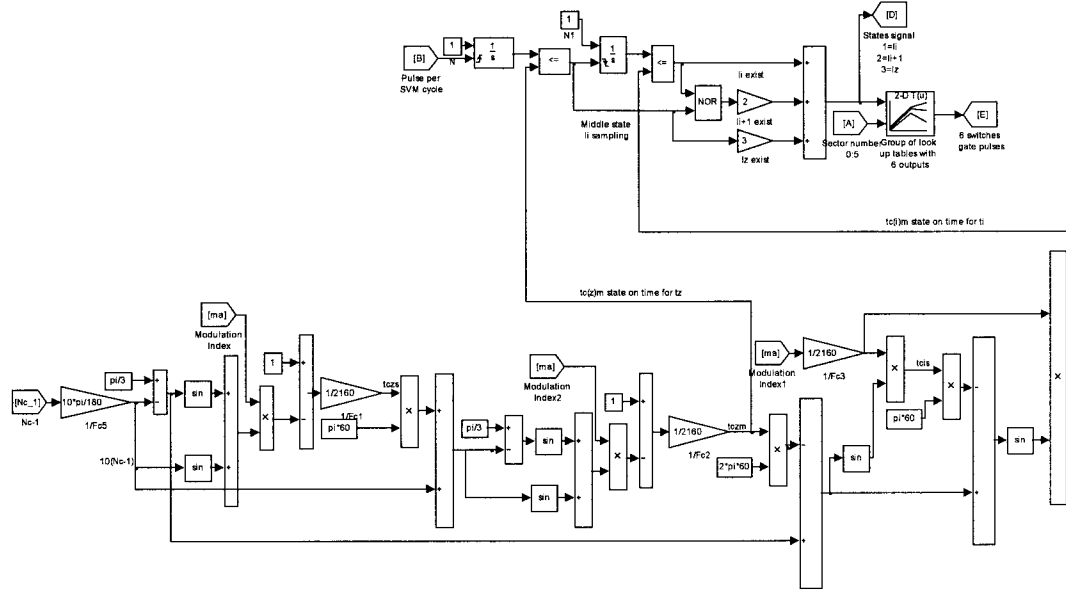 [D]
States signal
1=Ii
2=Ii+1
3=Iz
1
N1
1
N
1
s
1
s
[B]
Pulse per
SVM cycle
<=
<=
Ii exist
NOR
2
Ii+1 exist
3
Iz exist
Middle state
Ii sampling
+
+
+
2-D T(u)
[A]
Sector number
0:5
Group of look
up tables with
6 outputs
[E]
6 switches
gate pulses
tc(i)m state on time for ti
tc(z)m state on time for tz
[ma]
Modulation
Index
[Nc_1]
Nc-1
10*pi/180
1/Fc5
10(Nc-1)
pi/3
+
−
sin
sin
+
+
×
1
+
−
1/2160
1/Fc1
tczs
pi*60
×
+
+
[ma]
Modulation
Index2
pi/3
+
−
sin
sin
+
+
×
1
+
−
1/2160
1/Fc2
tczm
2*pi*60
×
−
+
[ma]
Modulation
Index1
1/2160
1/Fc3
sin
×
tcis
pi*60
×
−
+
sin
×